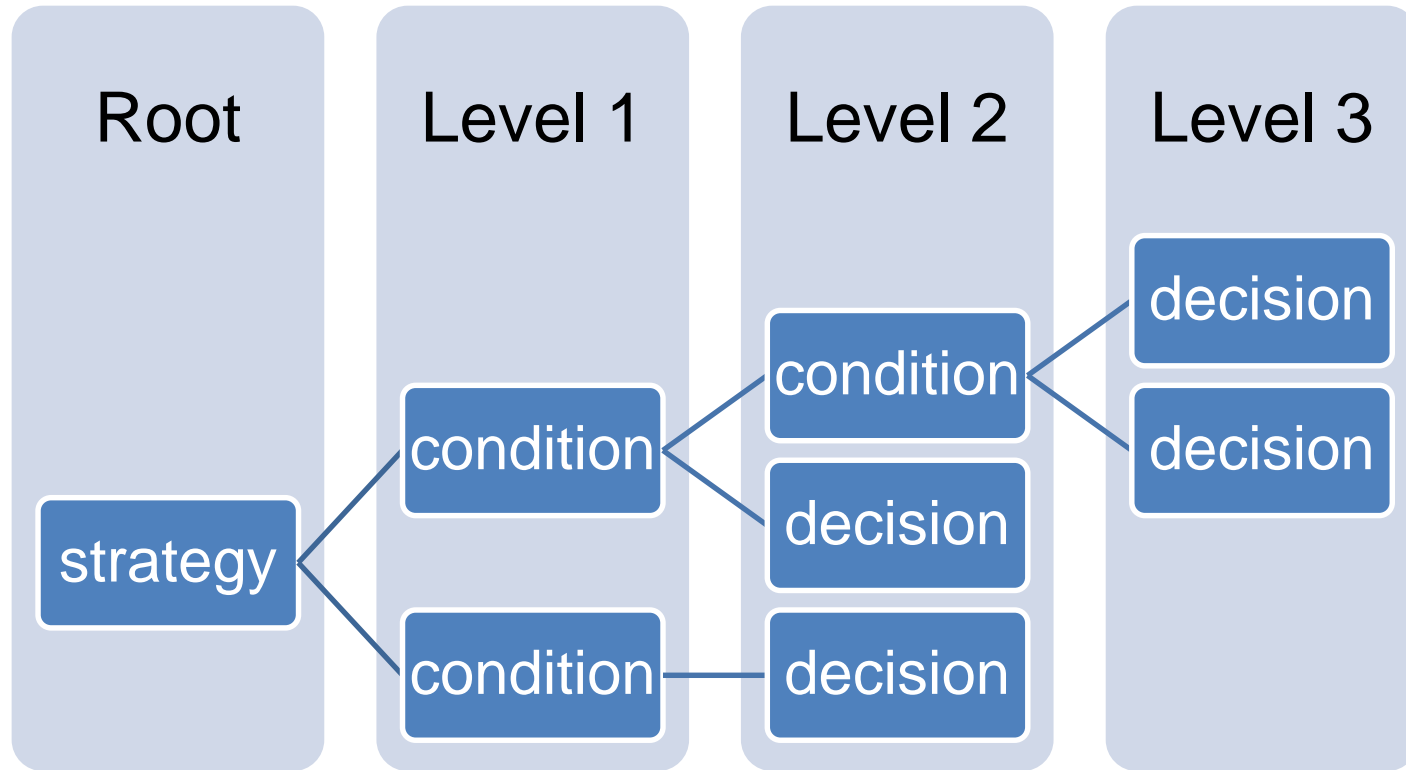 Root
Level 1
Level 2
Level 3
strategy
condition
condition
condition
decision
decision
decision
decision